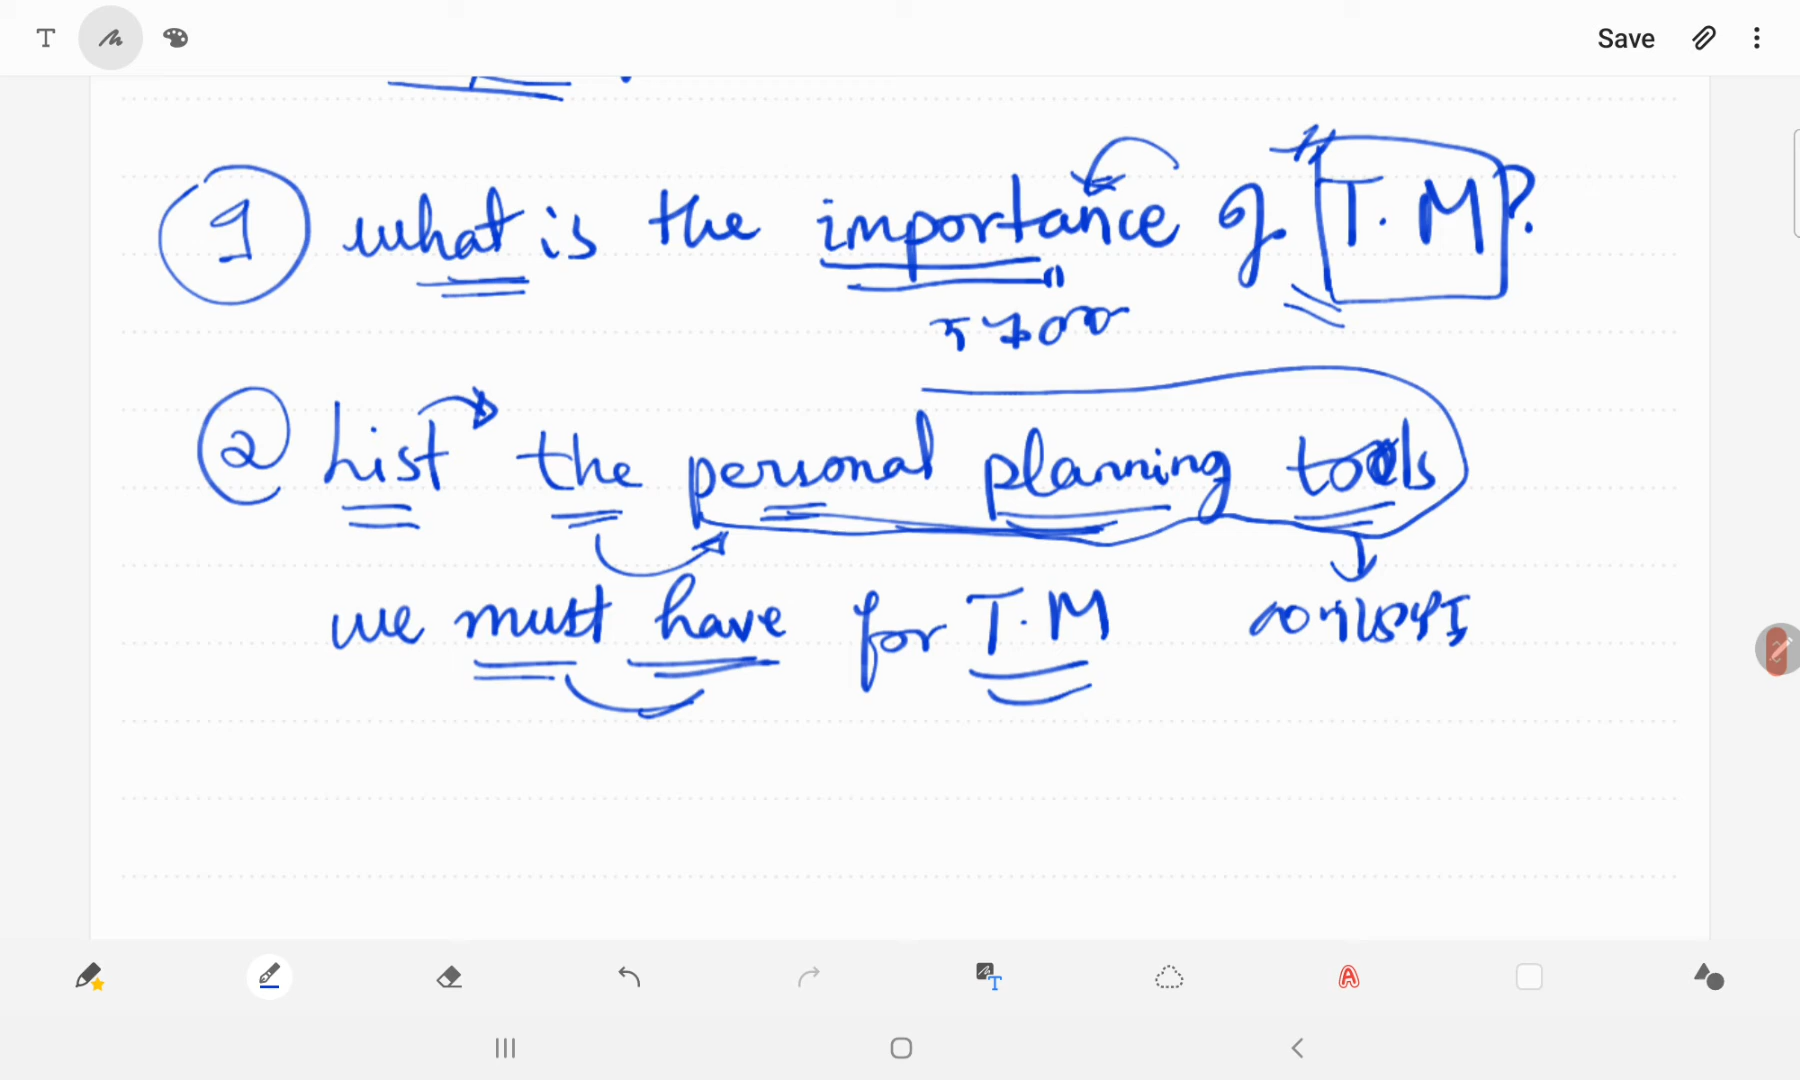 Save
1 what is the importance of T.M?
2 List the personal planning tools
we must have for T.M